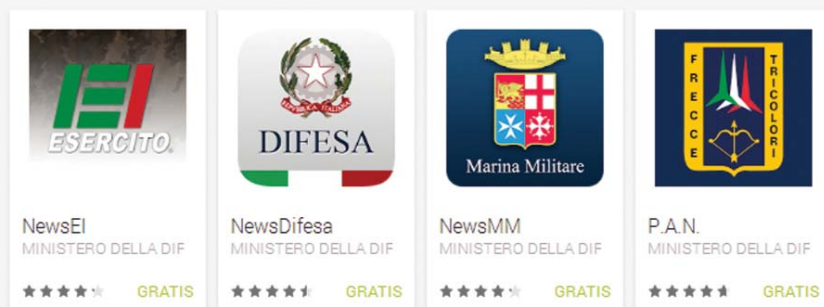 ESERCITO
NewsEI
MINISTERO DELLA DIF
GRATIS
REPVBBLICA ITALIANA
DIFESA
NewsDifesa
MINISTERO DELLA DIF
GRATIS
Marina Militare
NewsMM
MINISTERO DELLA DIF
GRATIS
FRECCE
TRICOLORI
P.A.N.
MINISTERO DELLA DIF
GRATIS